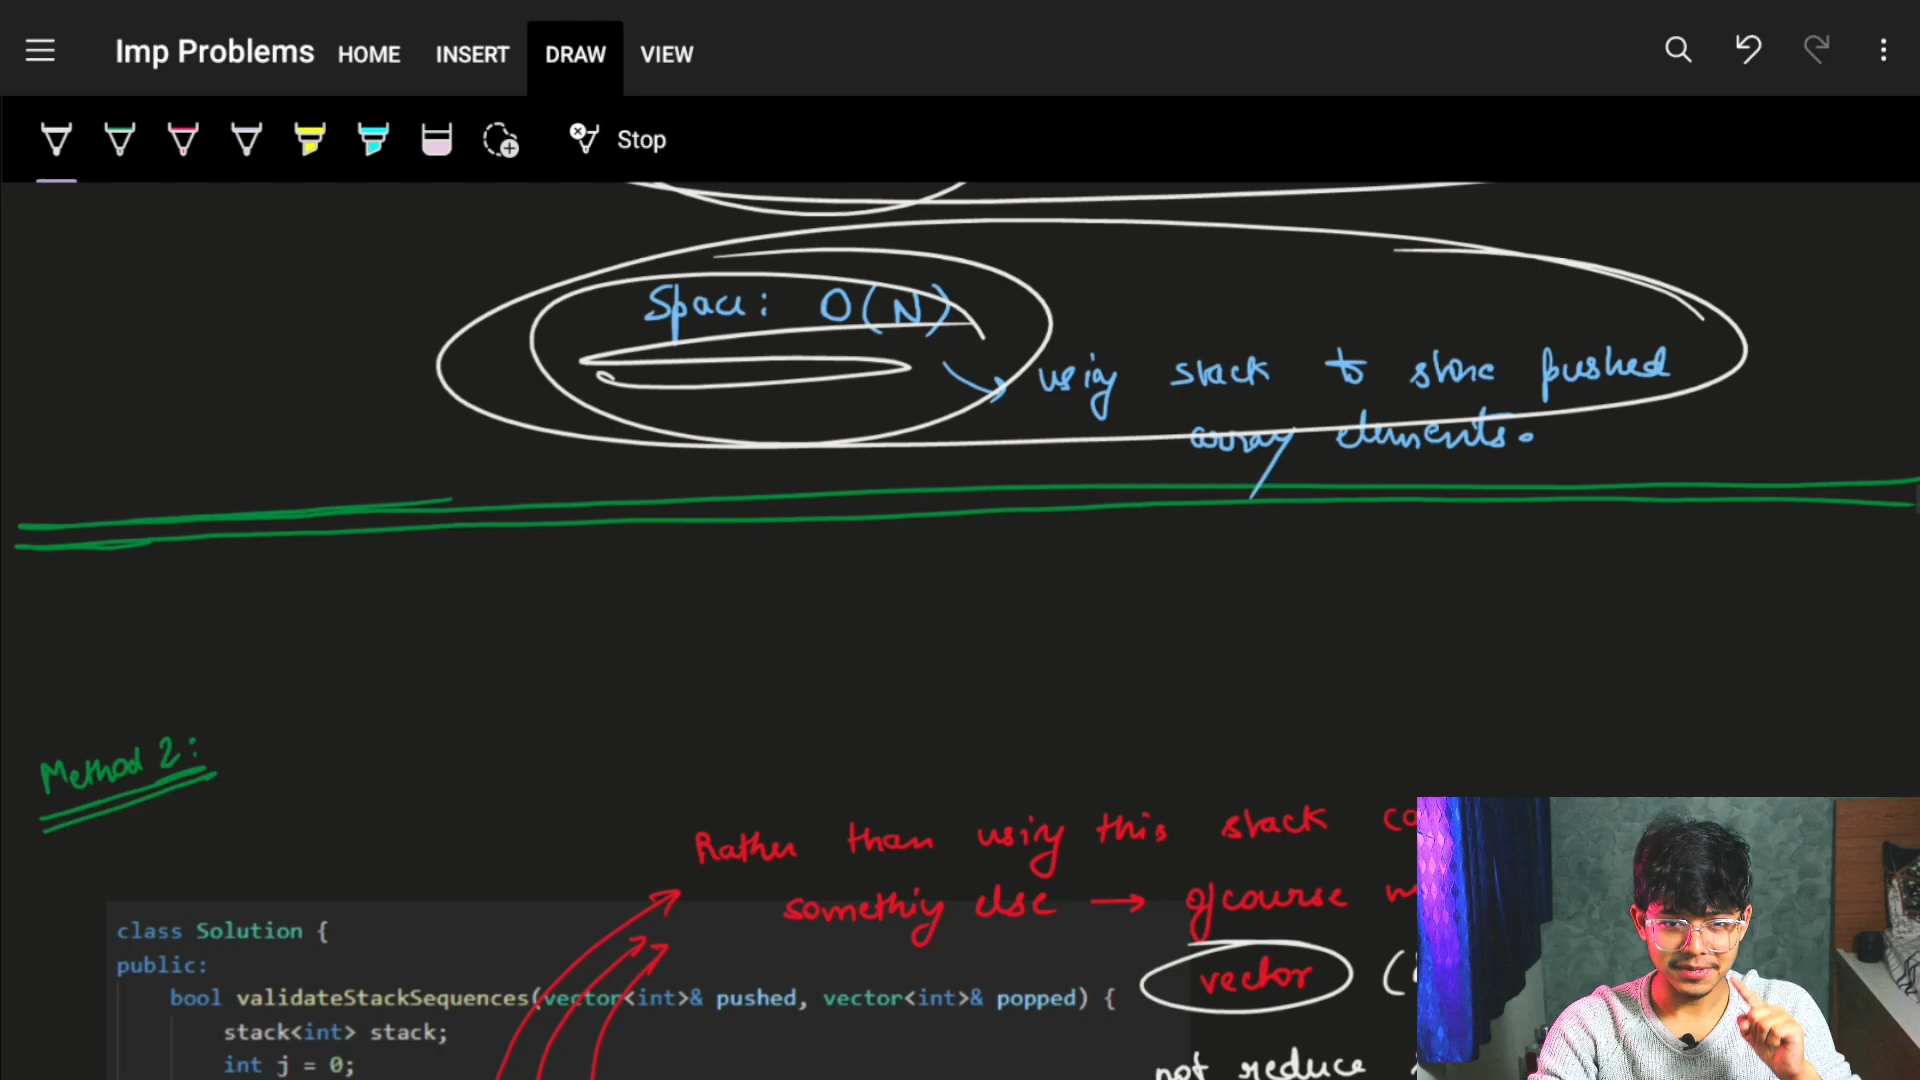 Imp Problems HOME INSERT DRAW VIEW
Stop
Space: O(N)
using stack to store pushed
array elements.
Method 2:
Rather than using this stack co
something else → ofcourse
vector (
class Solution {
public:
bool validateStackSequences(vector<int>& pushed, vector<int>& popped) {
stack<int> stack;
int j = 0;
not reduce